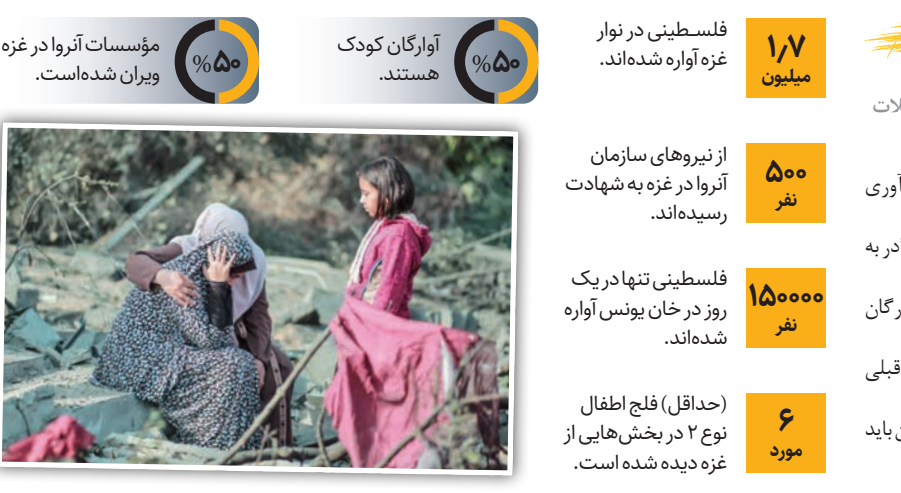 ۱٫۷
میلیون
فلسطینی در نوار
غزه آواره شده‌اند.
۵۰۰
نفر
از نیروهای سازمان
آنروا در غزه به شهادت
رسیده‌اند.
۱۵۰۰۰۰
نفر
فلسطینی تنها در یک
روز در خان یونس آواره
شده‌اند.
۶
مورد
(حداقل) فلج اطفال
نوع ۲ در بخش‌هایی از
غزه دیده شده است.
%۵۰
آوارگان کودک
هستند.
%۵۰
مؤسسات آنروا در غزه
ویران شده‌است.
قبلی
باید